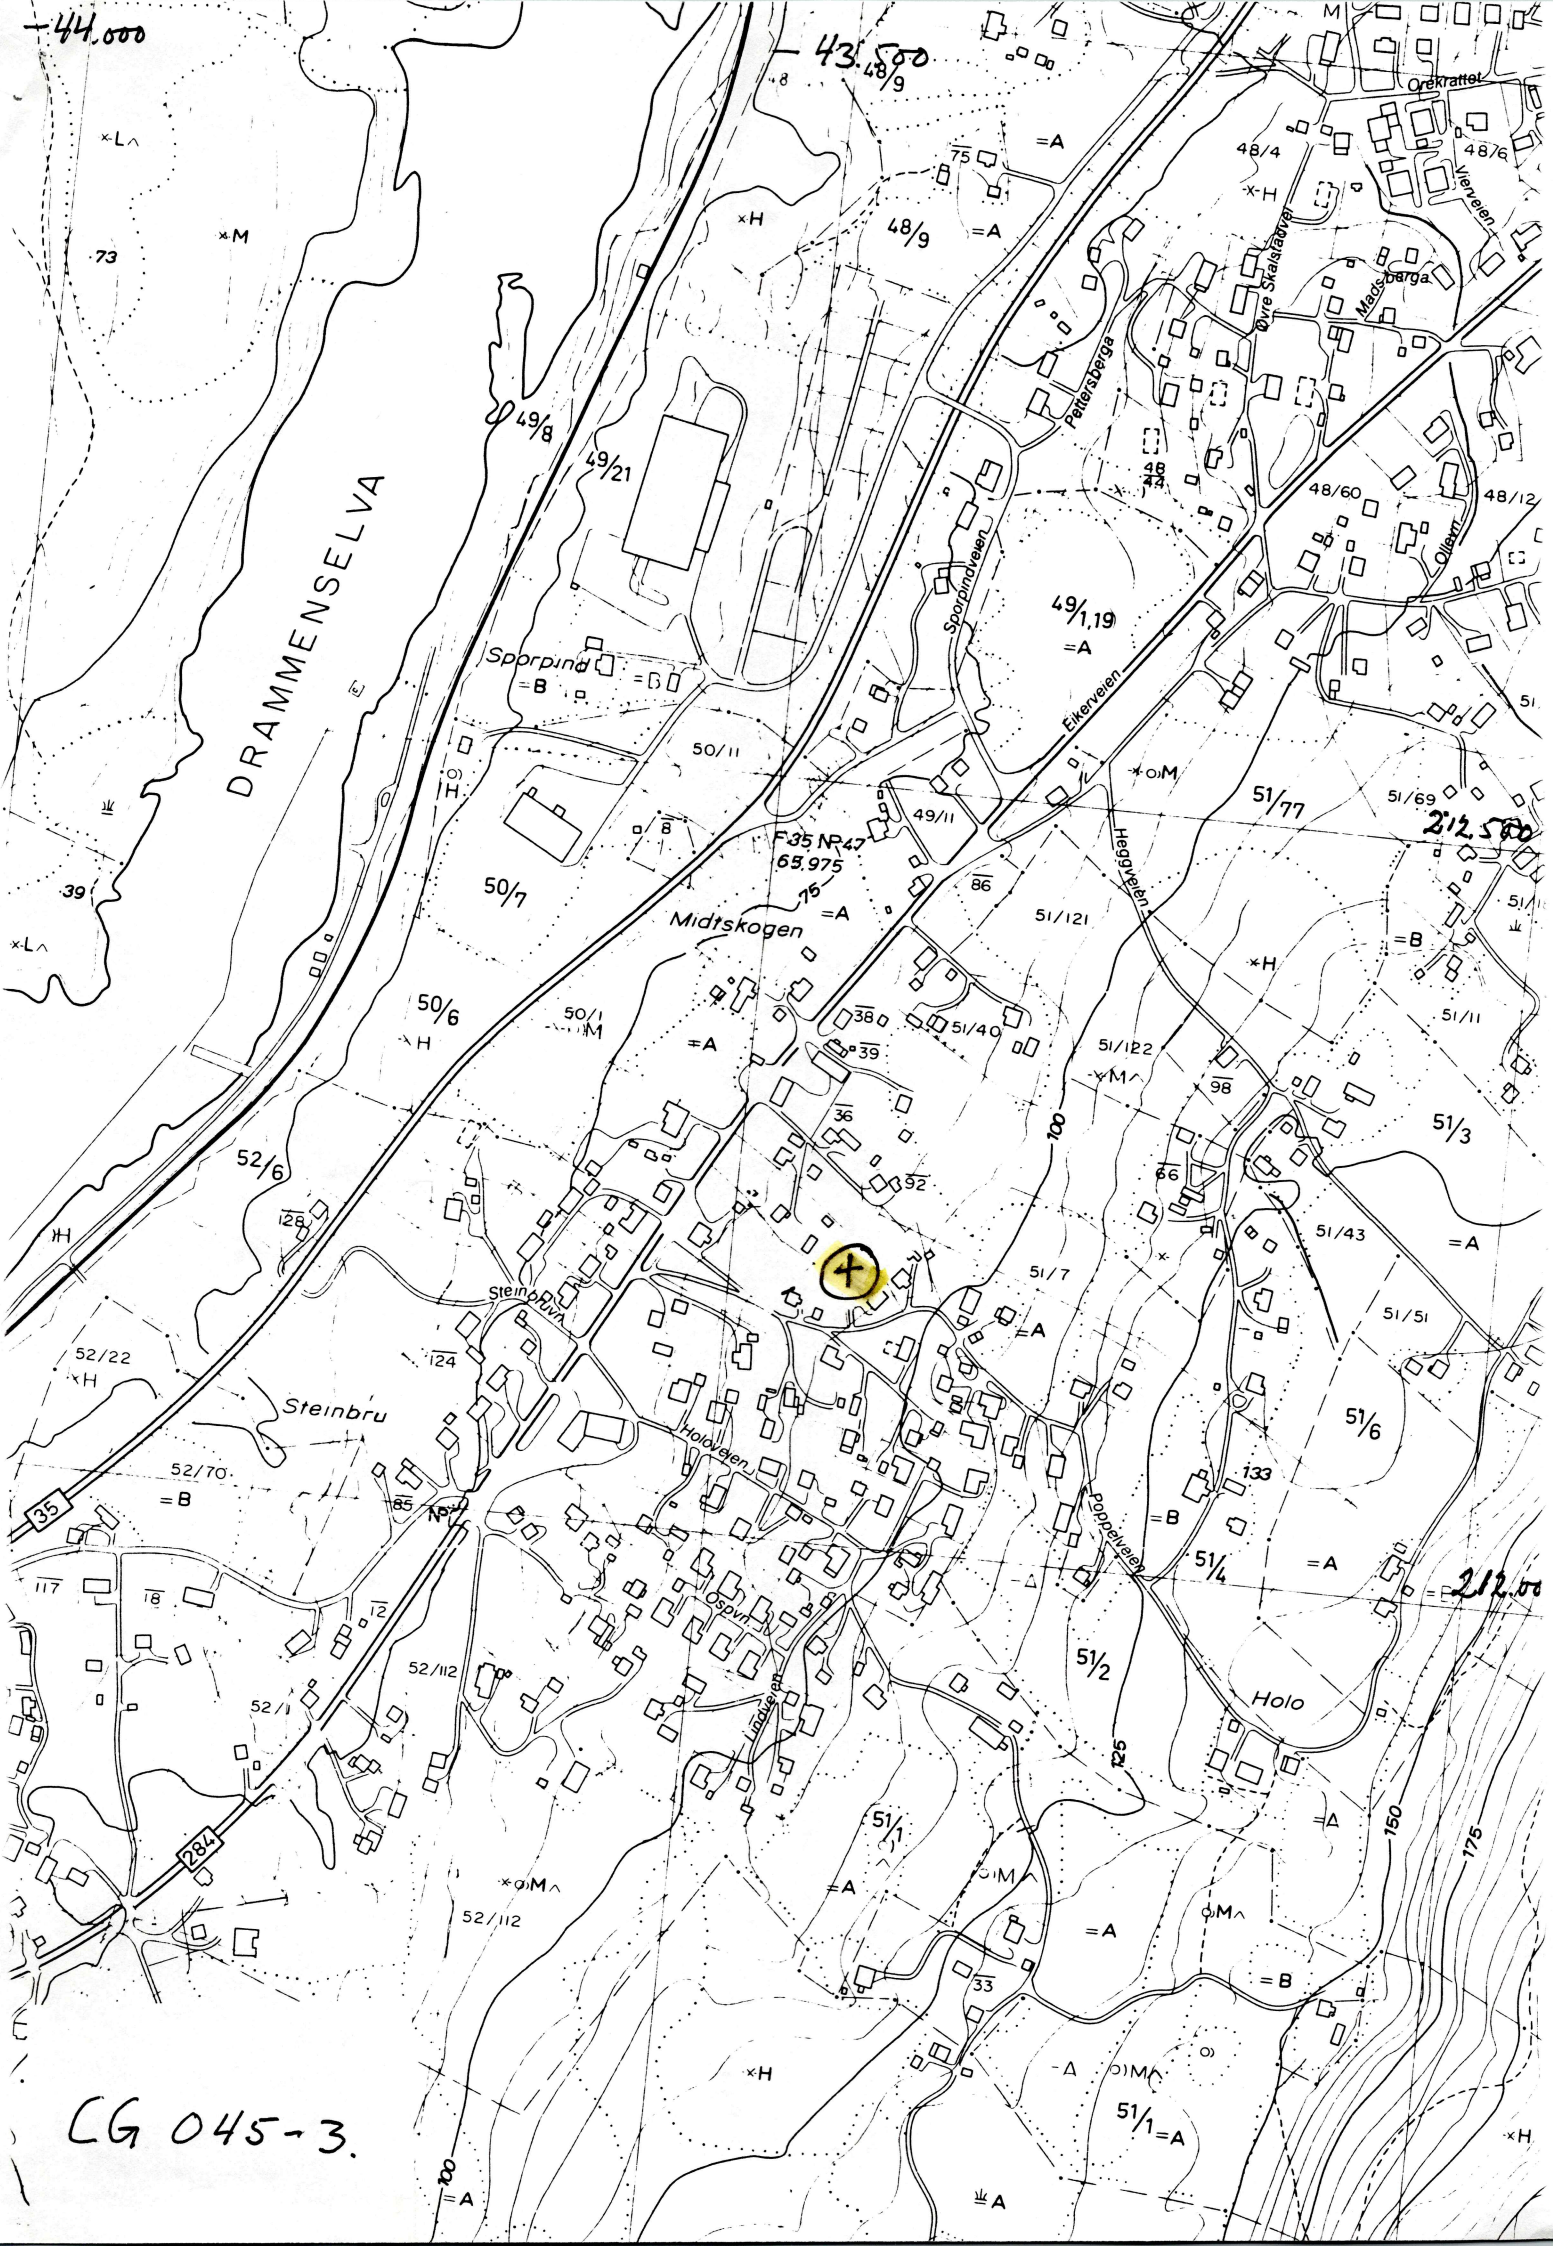 -44.000
- 43.500
48/9
M
Orekrattet
8
×L∧
=A
75
48/4
48/6
×H
Vierveien
×M
×H
48/9
=A
73
Øvre Skalstadvei
Madsberga
Pettersberga
49/8
49/21
48/44
48/60
48/12
Ollevn
DRAMMENSELVA
Sporpindveien
49/1,19
=A
Sporpind
=B
=B
Eikerveien
51
50/11
H
×o)M
51/77
51/69
212.500
49/11
F35 NP47
65.975
8
75
Heggveien
39
50/7
86
51/121
Midtskogen
=A
=B
×L∧
×H
50/6
50/1
M
38
51/40
51/11
×H
=A
39
51/122
×M∧
98
36
100
51/3
52/6
92
66
128
H
51/43
=A
×
51/7
Steinbruvn
51/51
=A
52/22
×H
124
Steinbru
51/6
Holoveien
52/70
=B
133
35
85
NP
Poppelveien
=B
51/4
=A
117
18
212.00
Ospvn.
12
52/112
51/2
52/1
Holo
Lindveien
125
51/1
150
175
=A
284
×o)M∧
=A
o)M∧
52/112
=A
o)M∧
33
=B
×H
o)
o)M∧
51/1
=A
CG 045-3.
×H
100
=A
A